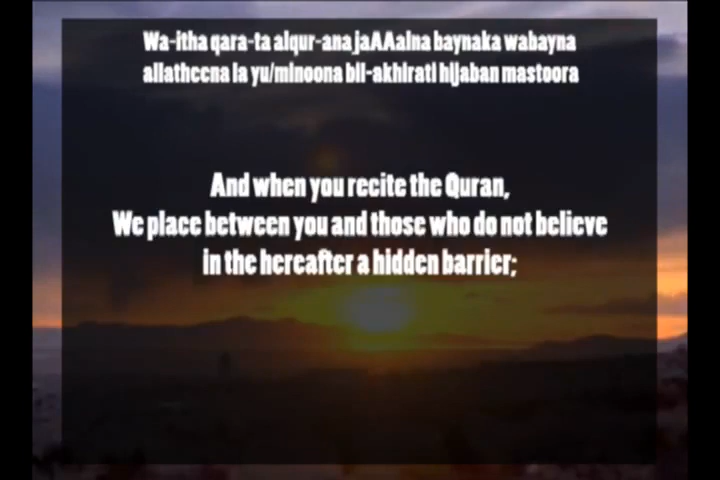 Wa-itha qara-ta alqur-ana jaAAalna baynaka wabayna
allatheena la yu/minoona bil-akhirati hijaban mastoora
And when you recite the Quran,
We place between you and those who do not believe
in the hereafter a hidden barrier;